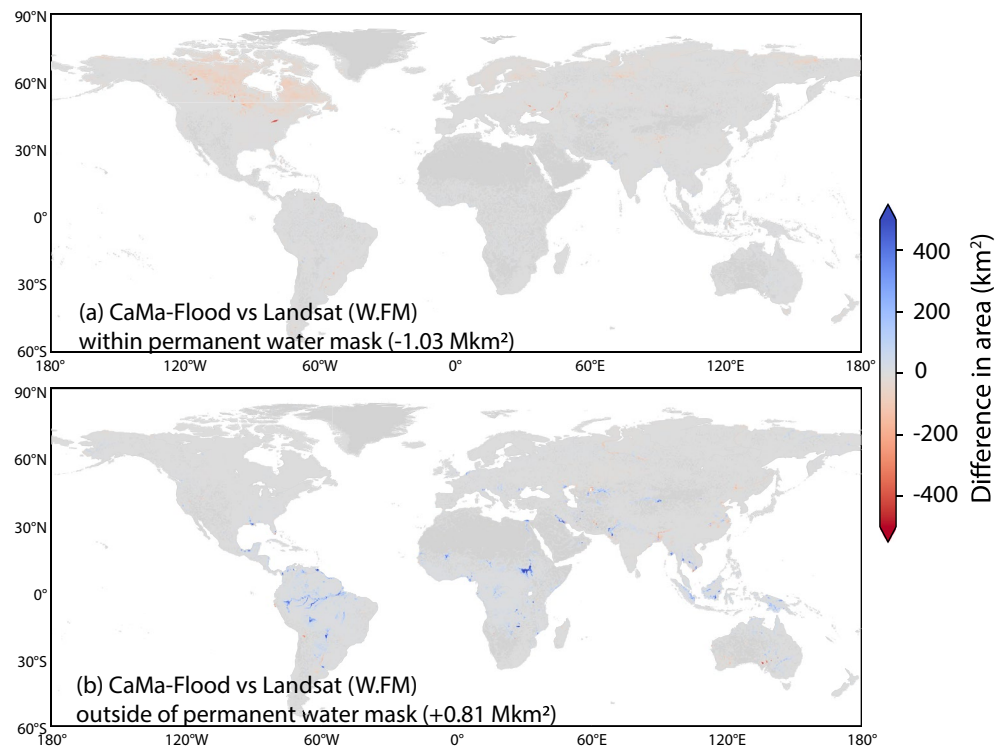 90°N
60°N
30°N
0°
30°S
60°S
(a) CaMa-Flood vs Landsat (W.FM)
within permanent water mask (-1.03 Mkm²)
180° 120°W 60°W 0° 60°E 120°E 180°
90°N
60°N
30°N
0°
30°S
60°S
(b) CaMa-Flood vs Landsat (W.FM)
outside of permanent water mask (+0.81 Mkm²)
180° 120°W 60°W 0° 60°E 120°E 180°
400
200
0
-200
-400
Difference in area (km²)